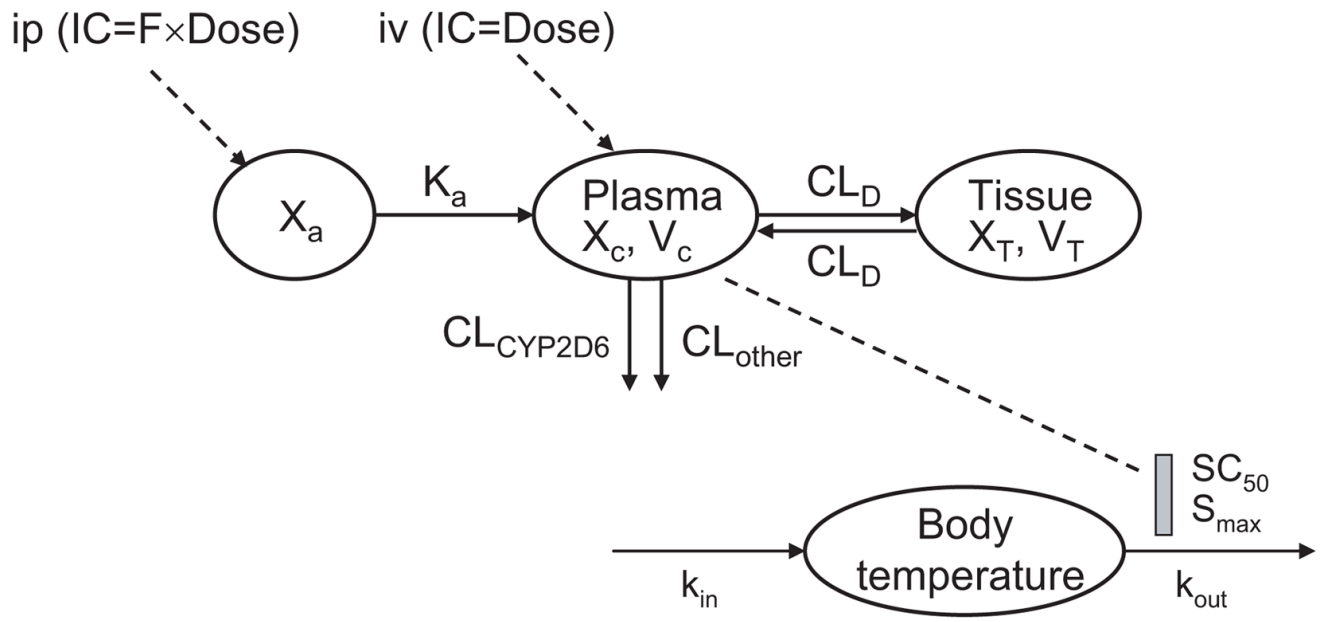 ip (IC=F×Dose)
iv (IC=Dose)
Xa
Ka
Plasma
Xc, Vc
CLD
CLD
Tissue
XT, VT
CLCYP2D6
CLother
SC50
Smax
kin
Body
temperature
kout